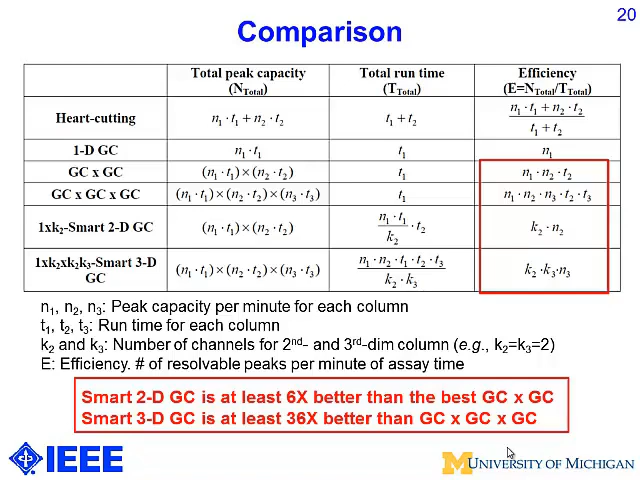 20
Comparison
Total peak capacity (N_Total) Total run time (T_Total) Efficiency (E=N_Total/T_Total)
Heart-cutting n₁ · t₁ + n₂ · t₂ t₁ + t₂ (n₁ · t₁ + n₂ · t₂)/(t₁ + t₂)
1-D GC n₁ · t₁ t₁ n₁
GC x GC (n₁ · t₁)×(n₂ · t₂) t₁ n₁ · n₂ · t₂
GC x GC x GC (n₁ · t₁)×(n₂ · t₂)×(n₃ · t₃) t₁ n₁ · n₂ · n₃ · t₂ · t₃
1xk₂-Smart 2-D GC (n₁ · t₁)×(n₂ · t₂) (n₁ · t₁)/k₂ · t₂ k₂ · n₂
1xk₂xk₂k₃-Smart 3-D GC (n₁ · t₁)×(n₂ · t₂)×(n₃ · t₃) (n₁ · n₂ · t₁ · t₂ · t₃)/(k₂ · k₃) k₂ · k₃ · n₃
n₁, n₂, n₃: Peak capacity per minute for each column
t₁, t₂, t₃: Run time for each column
k₂ and k₃: Number of channels for 2nd- and 3rd-dim column (e.g., k₂=k₃=2)
E: Efficiency. # of resolvable peaks per minute of assay time
Smart 2-D GC is at least 6X better than the best GC x GC
Smart 3-D GC is at least 36X better than GC x GC x GC
IEEE
M UNIVERSITY OF MICHIGAN